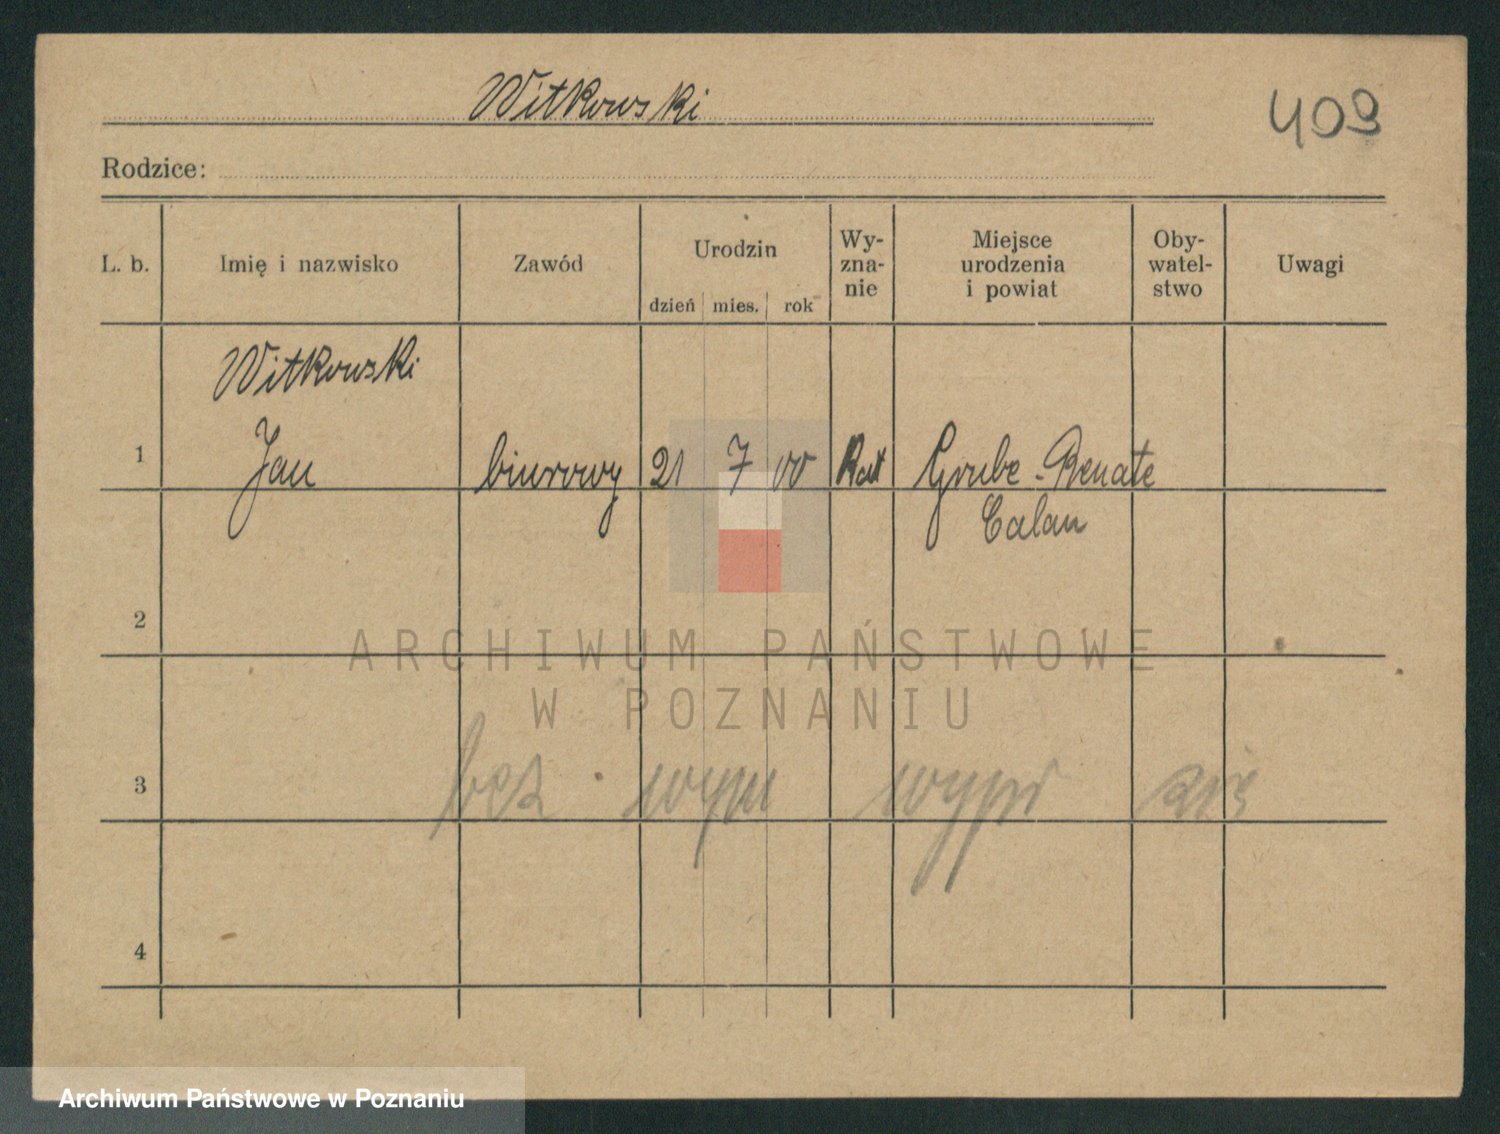 Witkowski
409
Rodzice:
L. b. Imię i nazwisko Zawód Urodzin dzień mies. rok Wy-zna-nie Miejsce urodzenia i powiat Oby-watel-stwo Uwagi
Witkowski
1 Jan biurowy 21 7 00 Kat Grube-Renate
Calau
2
ARCHIWUM PAŃSTWOWE
W POZNANIU
3 bez się
4
Archiwum Państwowe w Poznaniu